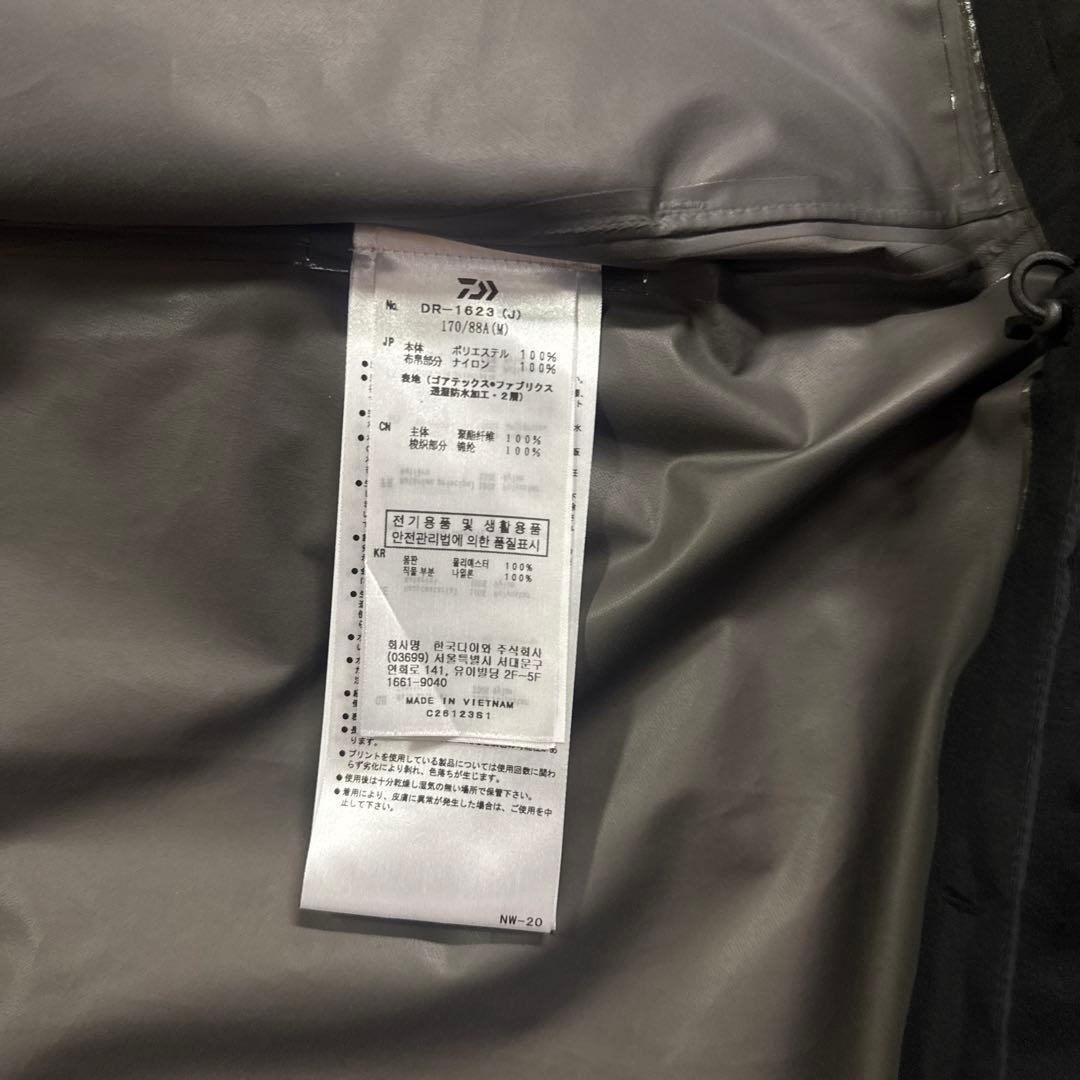 No. DR-1623 (J)
170/88A(M)
JP 本体 ポリエステル 100%
布帛部分 ナイロン 100%
表地(ゴアテックス®ファブリクス
透湿防水加工・2層)
CN 主体 聚酯纤维 100%
梭织部分 锦纶 100%
전기용품 및 생활용품
안전관리법에 의한 품질표시
KR 몸판 폴리에스터 100%
직물 부분 나일론 100%
회사명 한국다이와 주식회사
(03699) 서울특별시 서대문구
연희로 141, 유아빌딩 2F~5F
1661-9040
MADE IN VIETNAM
C26123S1
ります。
●プリントを使用している製品については使用回数に関わ
らず劣化により剥れ、色落ちが生じます。
●使用後は十分乾燥し湿気の無い場所で保管下さい。
●着用により、皮膚に異常が発生した場合は、ご使用を中
止して下さい。
NW-20